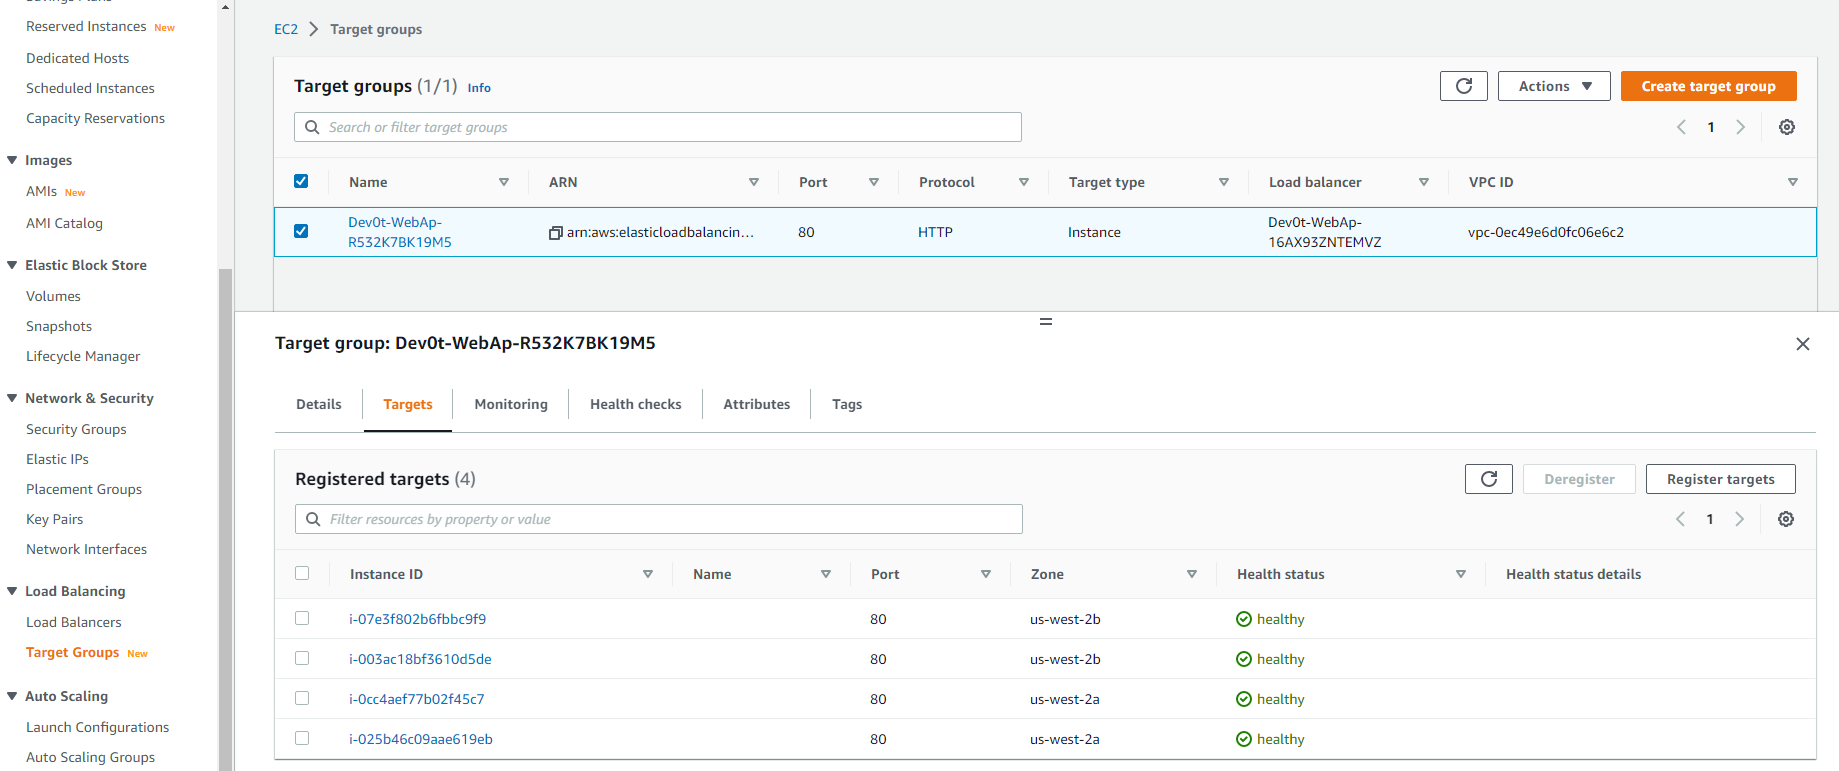 Reserved Instances New
Dedicated Hosts
Scheduled Instances
Capacity Reservations
Images
AMIs New
AMI Catalog
Elastic Block Store
Volumes
Snapshots
Lifecycle Manager
Network & Security
Security Groups
Elastic IPs
Placement Groups
Key Pairs
Network Interfaces
Load Balancing
Load Balancers
Target Groups New
Auto Scaling
Launch Configurations
Auto Scaling Groups
EC2 Target groups
Target groups (1/1) Info
Actions
Create target group
Search or filter target groups
1
Name ARN Port Protocol Target type Load balancer VPC ID
Dev0t-WebAp-R532K7BK19M5 arn:aws:elasticloadbalancin... 80 HTTP Instance Dev0t-WebAp-16AX93ZNTEMVZ vpc-0ec49e6d0fc06e6c2
Target group: Dev0t-WebAp-R532K7BK19M5
Details Targets Monitoring Health checks Attributes Tags
Registered targets (4)
Deregister
Register targets
Filter resources by property or value
1
Instance ID Name Port Zone Health status Health status details
i-07e3f802b6fbbc9f9 80 us-west-2b healthy
i-003ac18bf3610d5de 80 us-west-2b healthy
i-0cc4aef77b02f45c7 80 us-west-2a healthy
i-025b46c09aae619eb 80 us-west-2a healthy